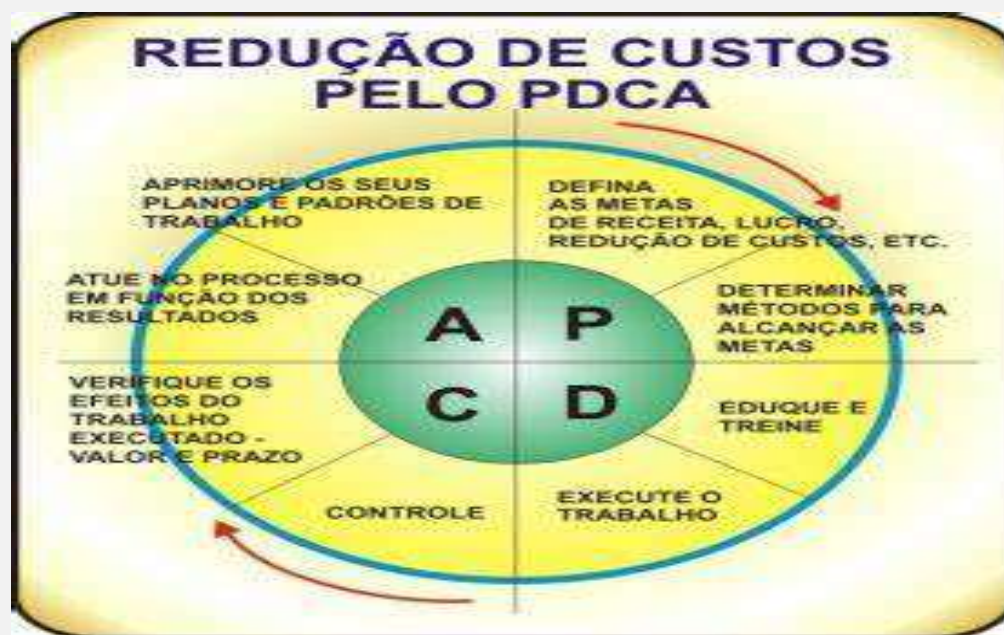 REDUÇÃO DE CUSTOS
PELO PDCA
APRIMORE OS SEUS
PLANOS E PADRÕES DE
TRABALHO
DEFINA
AS METAS
DE RECEITA, LUCRO,
REDUÇÃO DE CUSTOS, ETC.
ATUE NO PROCESSO
EM FUNÇÃO DOS
RESULTADOS
DETERMINAR
MÉTODOS PARA
ALCANÇAR AS
METAS
A P
C D
VERIFIQUE OS
EFEITOS DO
TRABALHO
EXECUTADO -
VALOR E PRAZO
EDUQUE E
TREINE
CONTROLE
EXECUTE O
TRABALHO